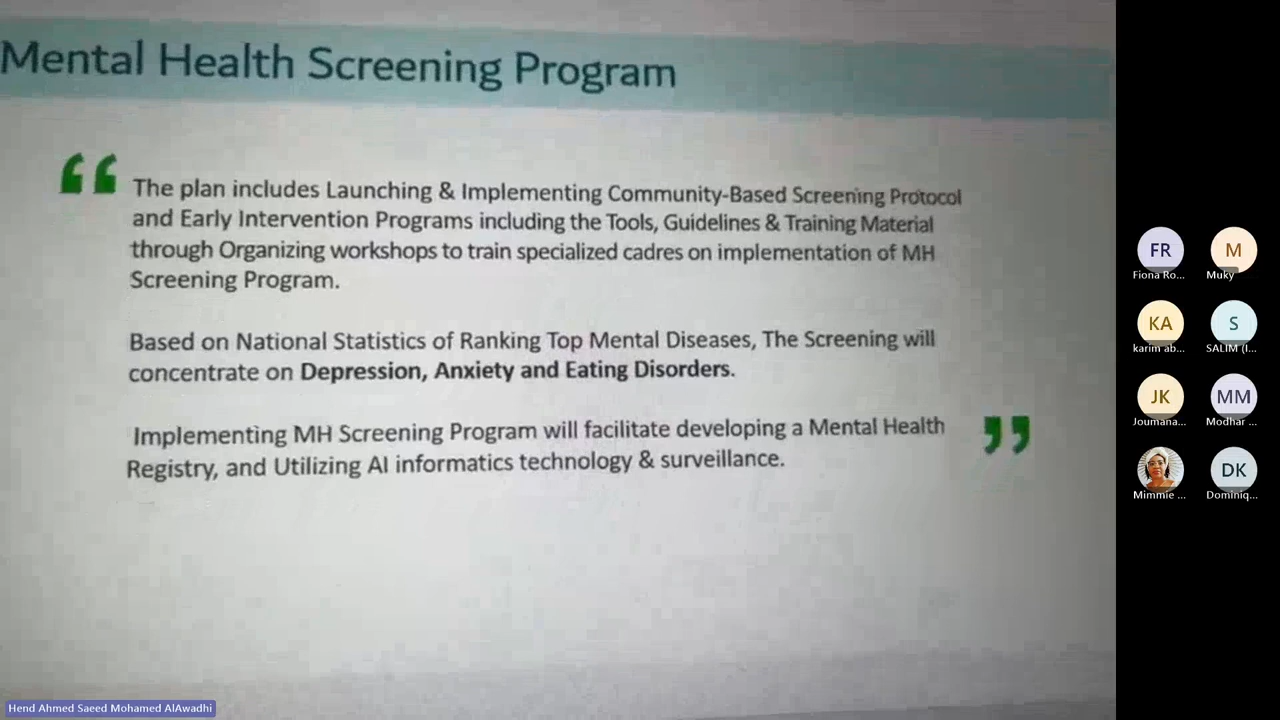 Mental Health Screening Program
“
The plan includes Launching & Implementing Community-Based Screening Protocol
and Early Intervention Programs including the Tools, Guidelines & Training Material
through Organizing workshops to train specialized cadres on implementation of MH
Screening Program.
Based on National Statistics of Ranking Top Mental Diseases, The Screening will
concentrate on Depression, Anxiety and Eating Disorders.
Implementing MH Screening Program will facilitate developing a Mental Health
Registry, and Utilizing AI informatics technology & surveillance.
”
FR
Fiona Ro...
M
Muky
KA
karim ab...
S
SALIM (I...
JK
Joumana...
MM
Modhar ...
Mimmie ...
DK
Dominiq...
Hend Ahmed Saeed Mohamed AlAwadhi